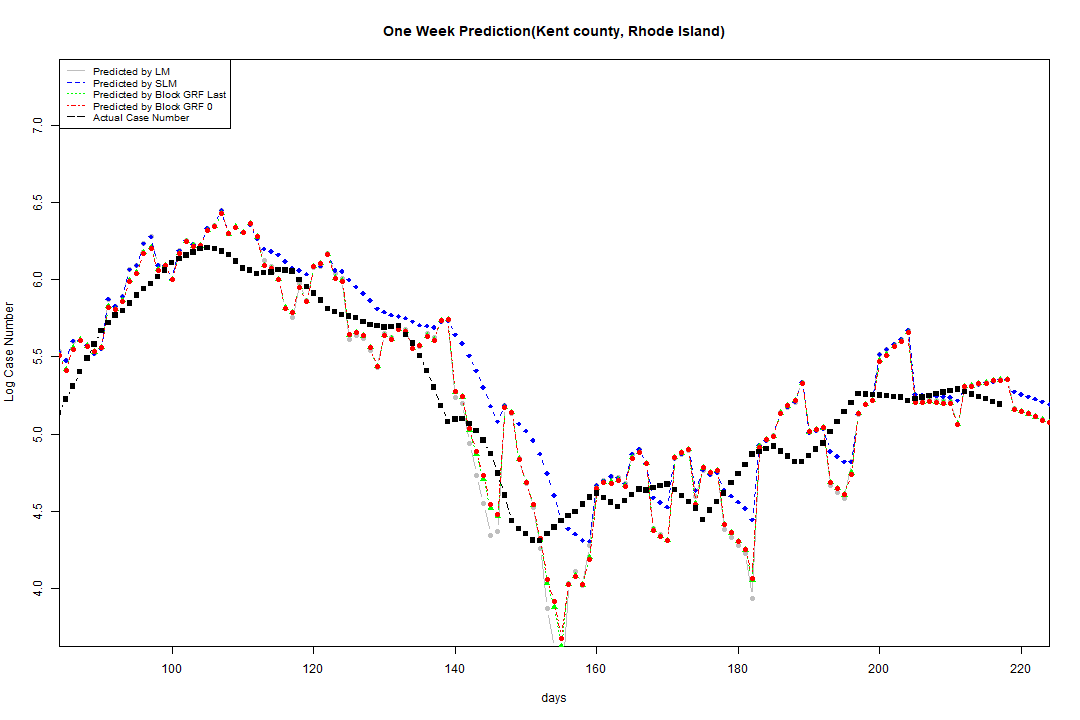 One Week Prediction(Kent county, Rhode Island)
Predicted by LM
Predicted by SLM
Predicted by Block GRF Last
Predicted by Block GRF 0
Actual Case Number
7.0
6.5
6.0
5.5
5.0
4.5
4.0
Log Case Number
100 120 140 160 180 200 220
days